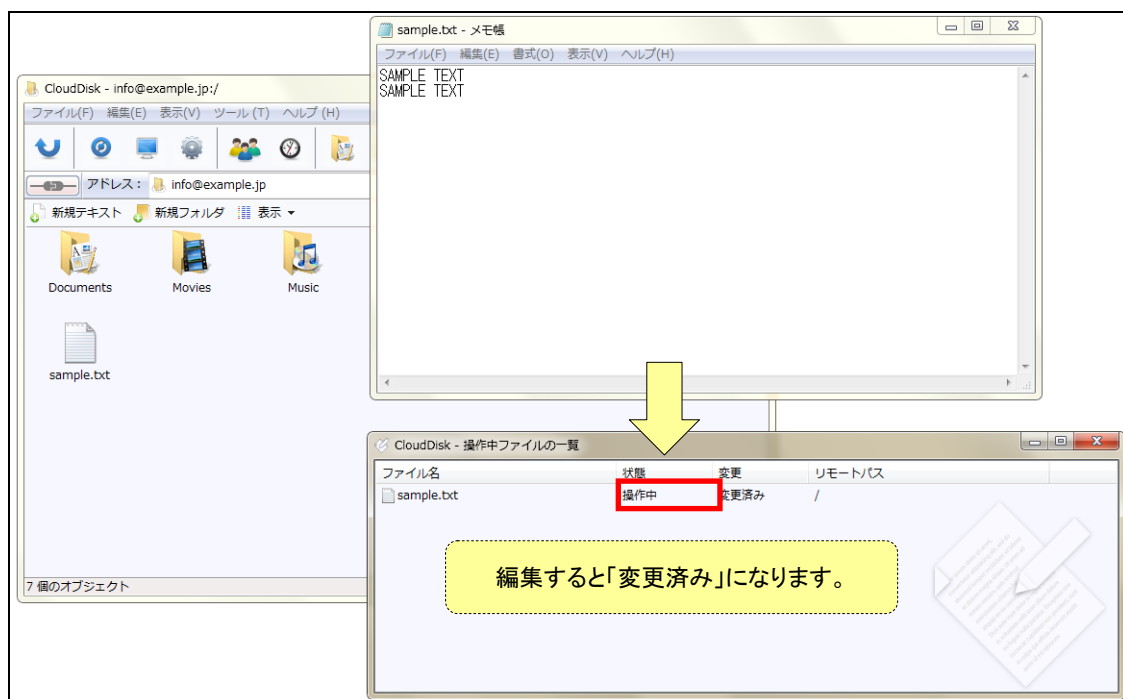 sample.txt - メモ帳
ファイル(F) 編集(E) 書式(O) 表示(V) ヘルプ(H)
SAMPLE TEXT
SAMPLE TEXT
CloudDisk - info@example.jp:/
ファイル(F) 編集(E) 表示(V) ツール (T) ヘルプ (H)
アドレス： info@example.jp
新規テキスト 新規フォルダ 表示
Documents Movies Music
sample.txt
7 個のオブジェクト
CloudDisk - 操作中ファイルの一覧
ファイル名 状態 変更 リモートパス
sample.txt 操作中 変更済み /
編集すると「変更済み」になります。